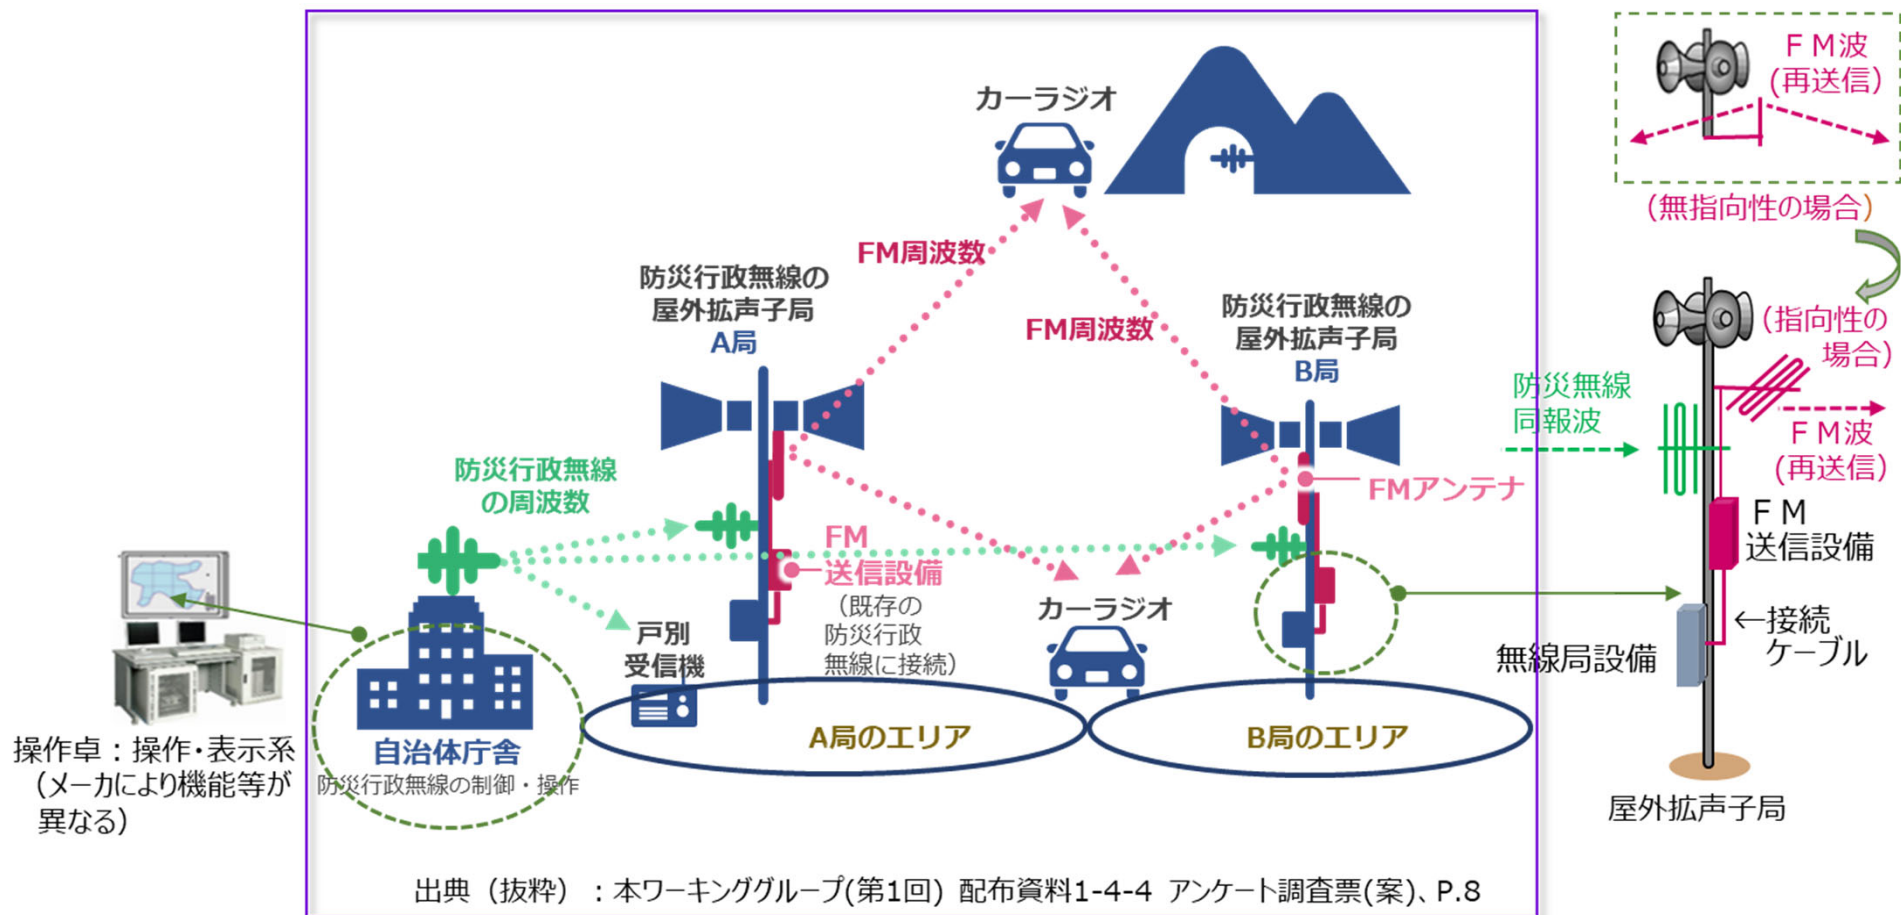 カーラジオ
FM周波数
防災行政無線の
屋外拡声子局
A局
FM周波数
防災行政無線の
屋外拡声子局
B局
防災行政無線
の周波数
FMアンテナ
FM
送信設備
(既存の
防災行政
無線に接続)
戸別
受信機
カーラジオ
自治体庁舎
防災行政無線の制御・操作
A局のエリア
B局のエリア
操作卓：操作・表示系
(メーカにより機能等が
異なる)
ＦＭ波
(再送信)
(無指向性の場合)
(指向性の
場合)
防災無線
同報波
ＦＭ波
(再送信)
ＦＭ
送信設備
←接続
ケーブル
無線局設備
屋外拡声子局
出典（抜粋）：本ワーキンググループ(第1回) 配布資料1-4-4 アンケート調査票(案)、P.8